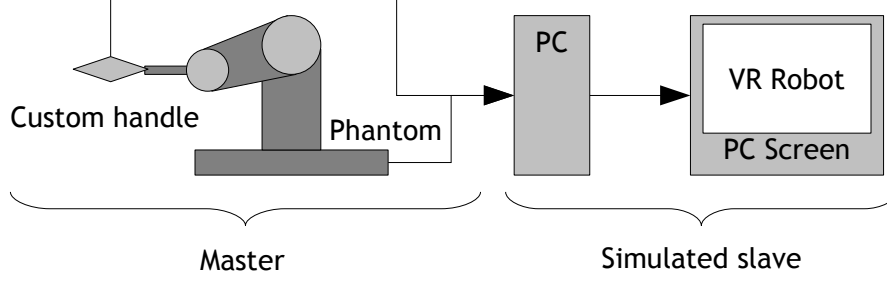 PC
VR Robot
Custom handle
Phantom
PC Screen
Master
Simulated slave